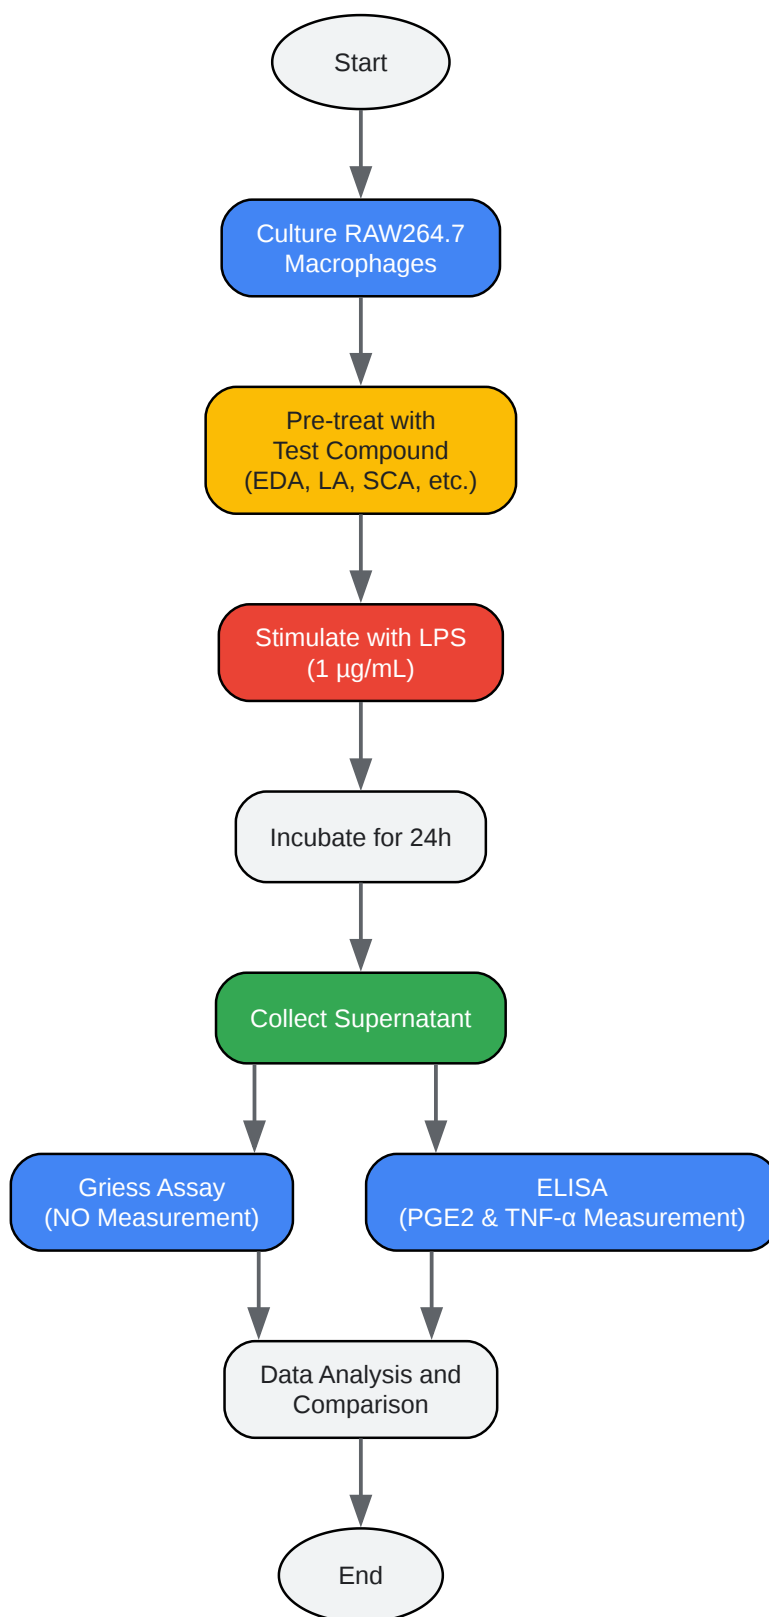 Start
Culture RAW264.7
Macrophages
Pre-treat with
Test Compound
(EDA, LA, SCA, etc.)
Stimulate with LPS
(1 µg/mL)
Incubate for 24h
Collect Supernatant
Griess Assay
(NO Measurement)
ELISA
(PGE2 & TNF-α Measurement)
Data Analysis and
Comparison
End